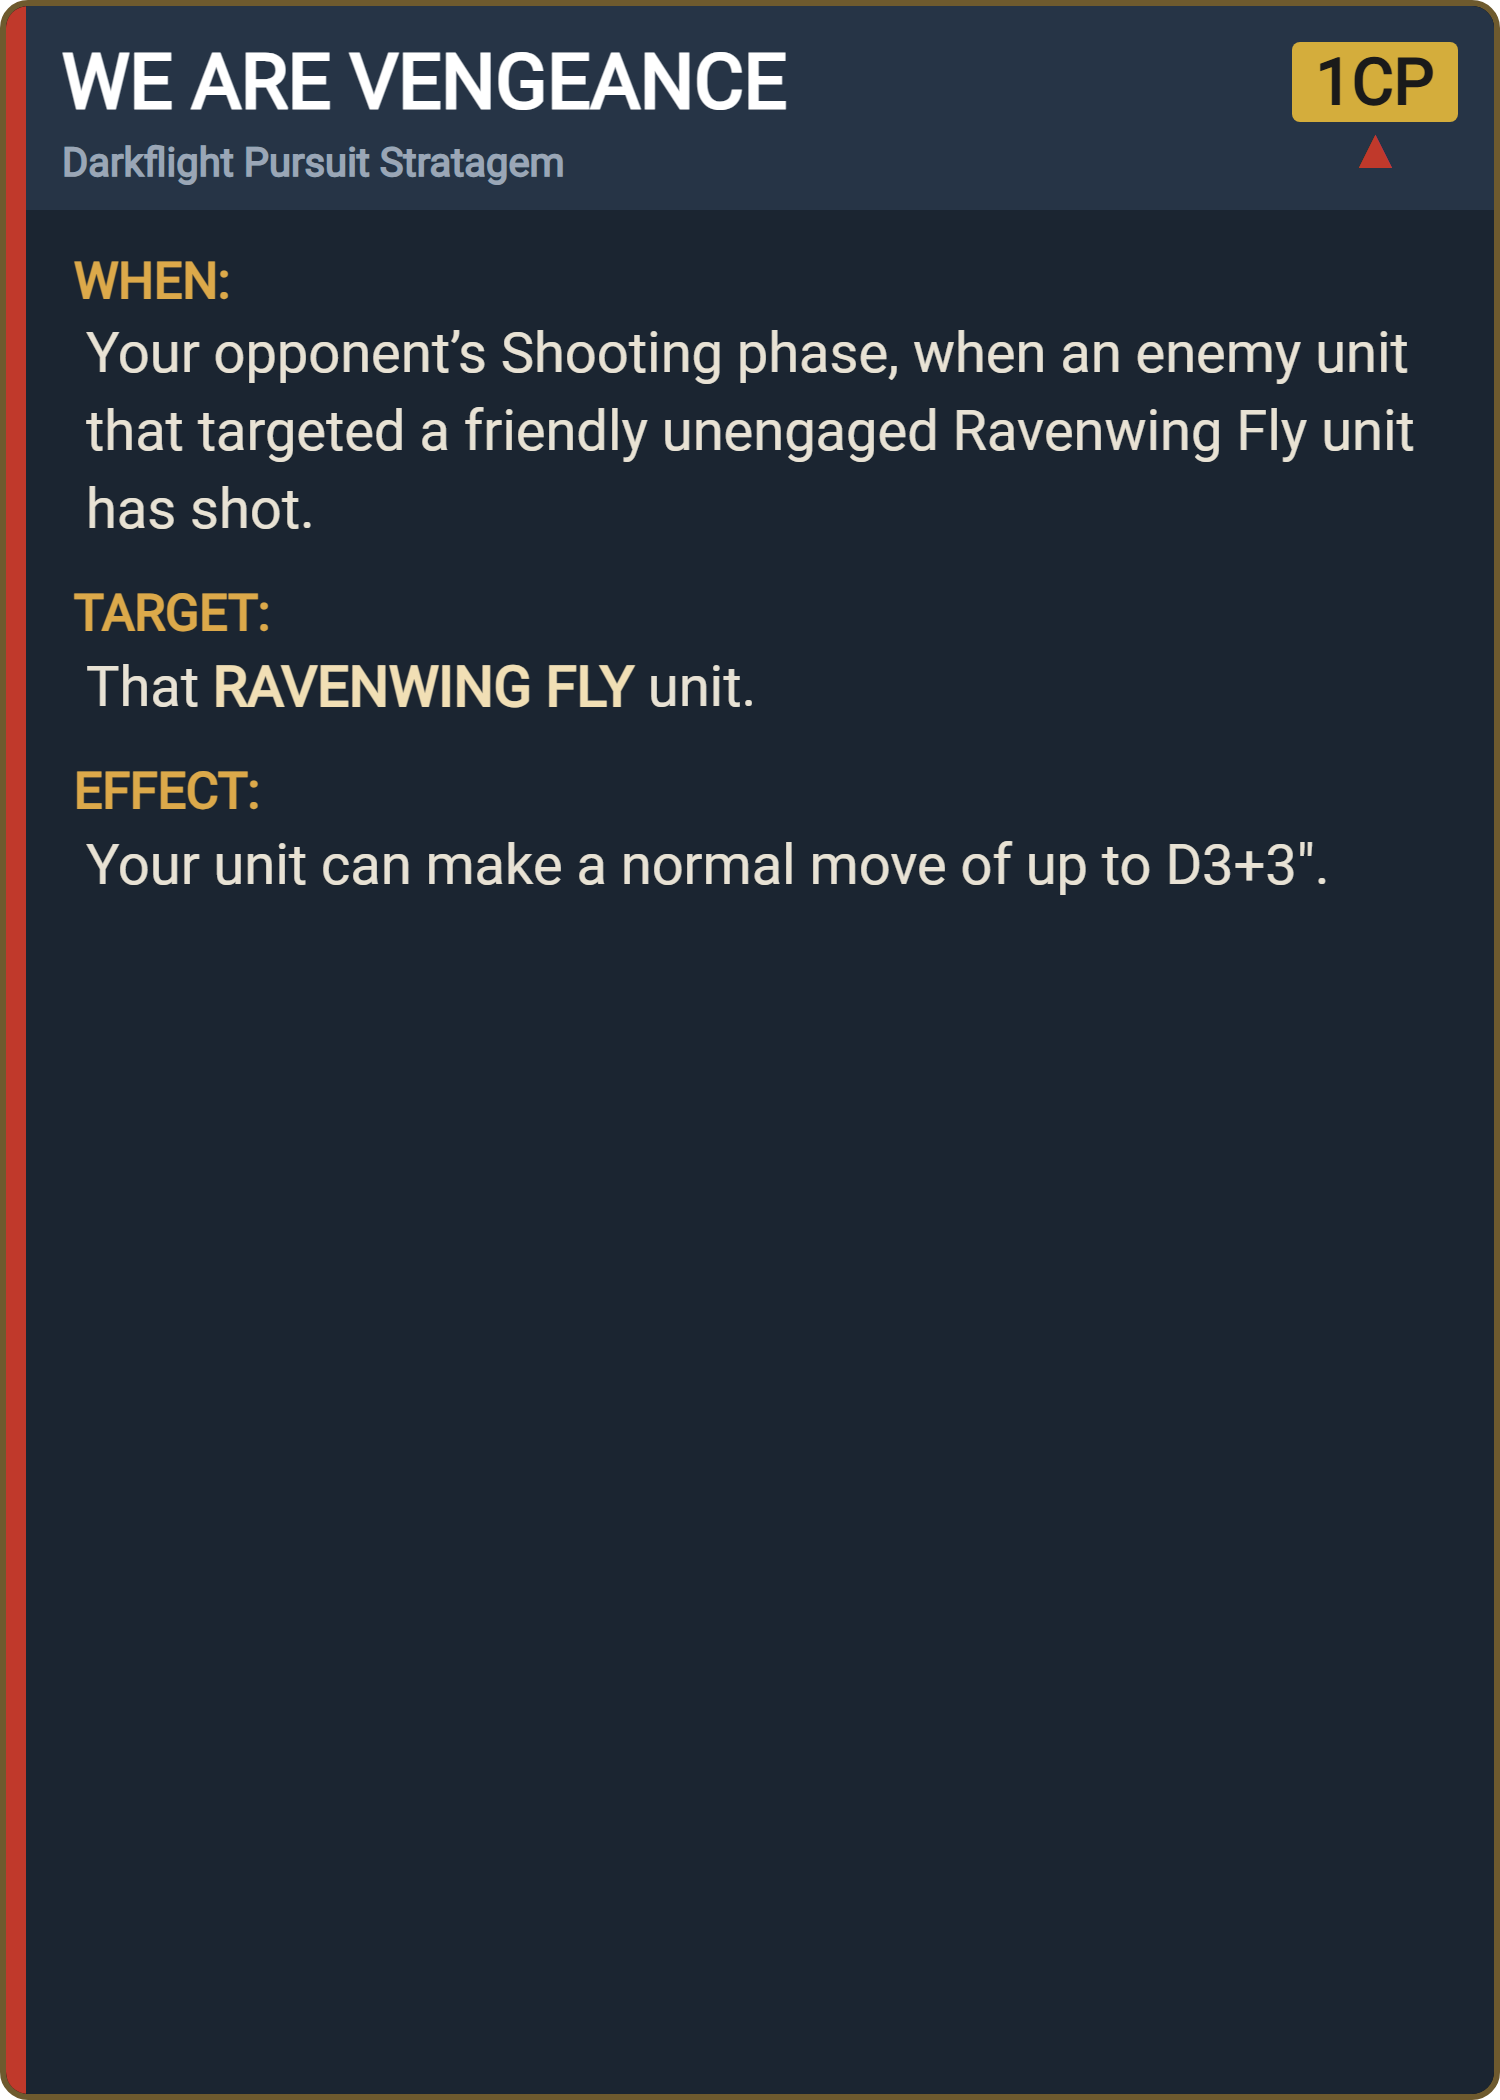 WE ARE VENGEANCE
1CP
Darkflight Pursuit Stratagem
WHEN:
Your opponent’s Shooting phase, when an enemy unit
that targeted a friendly unengaged Ravenwing Fly unit
has shot.
TARGET:
That RAVENWING FLY unit.
EFFECT:
Your unit can make a normal move of up to D3+3".